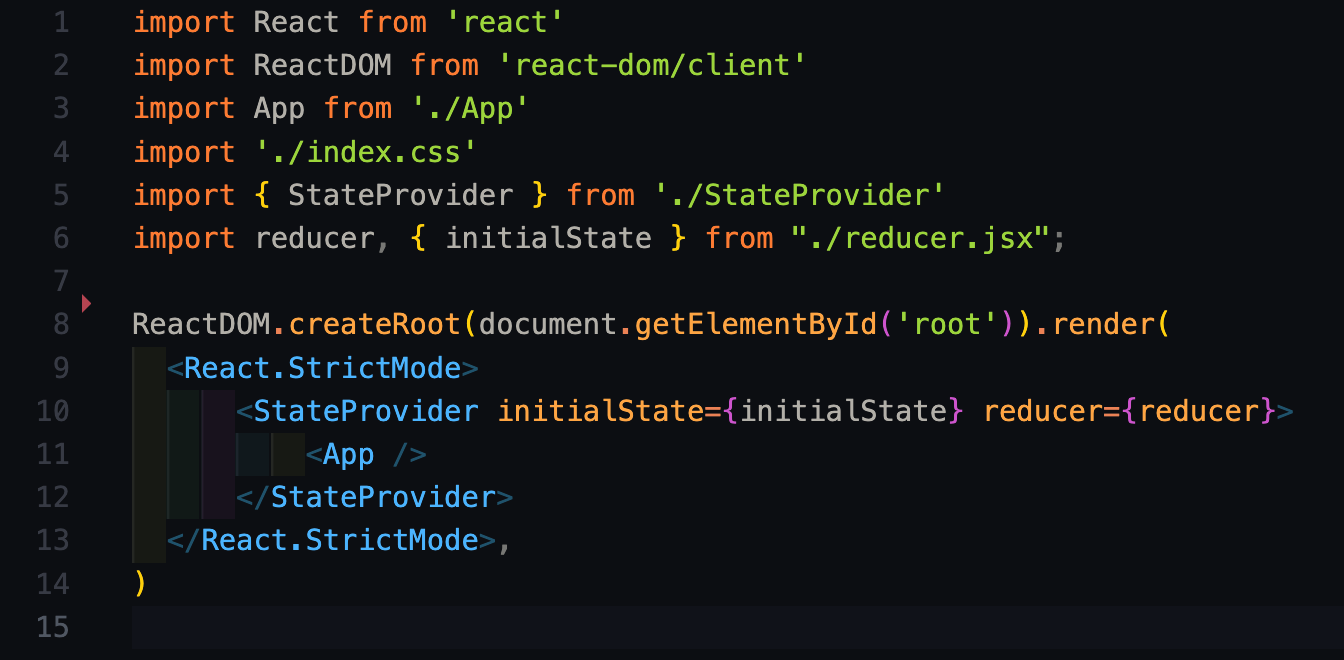 1 import React from 'react'
2 import ReactDOM from 'react-dom/client'
3 import App from './App'
4 import './index.css'
5 import { StateProvider } from './StateProvider'
6 import reducer, { initialState } from "./reducer.jsx";
7
8 ReactDOM.createRoot(document.getElementById('root')).render(
9   <React.StrictMode>
10       <StateProvider initialState={initialState} reducer={reducer}>
11           <App />
12       </StateProvider>
13   </React.StrictMode>,
14 )
15